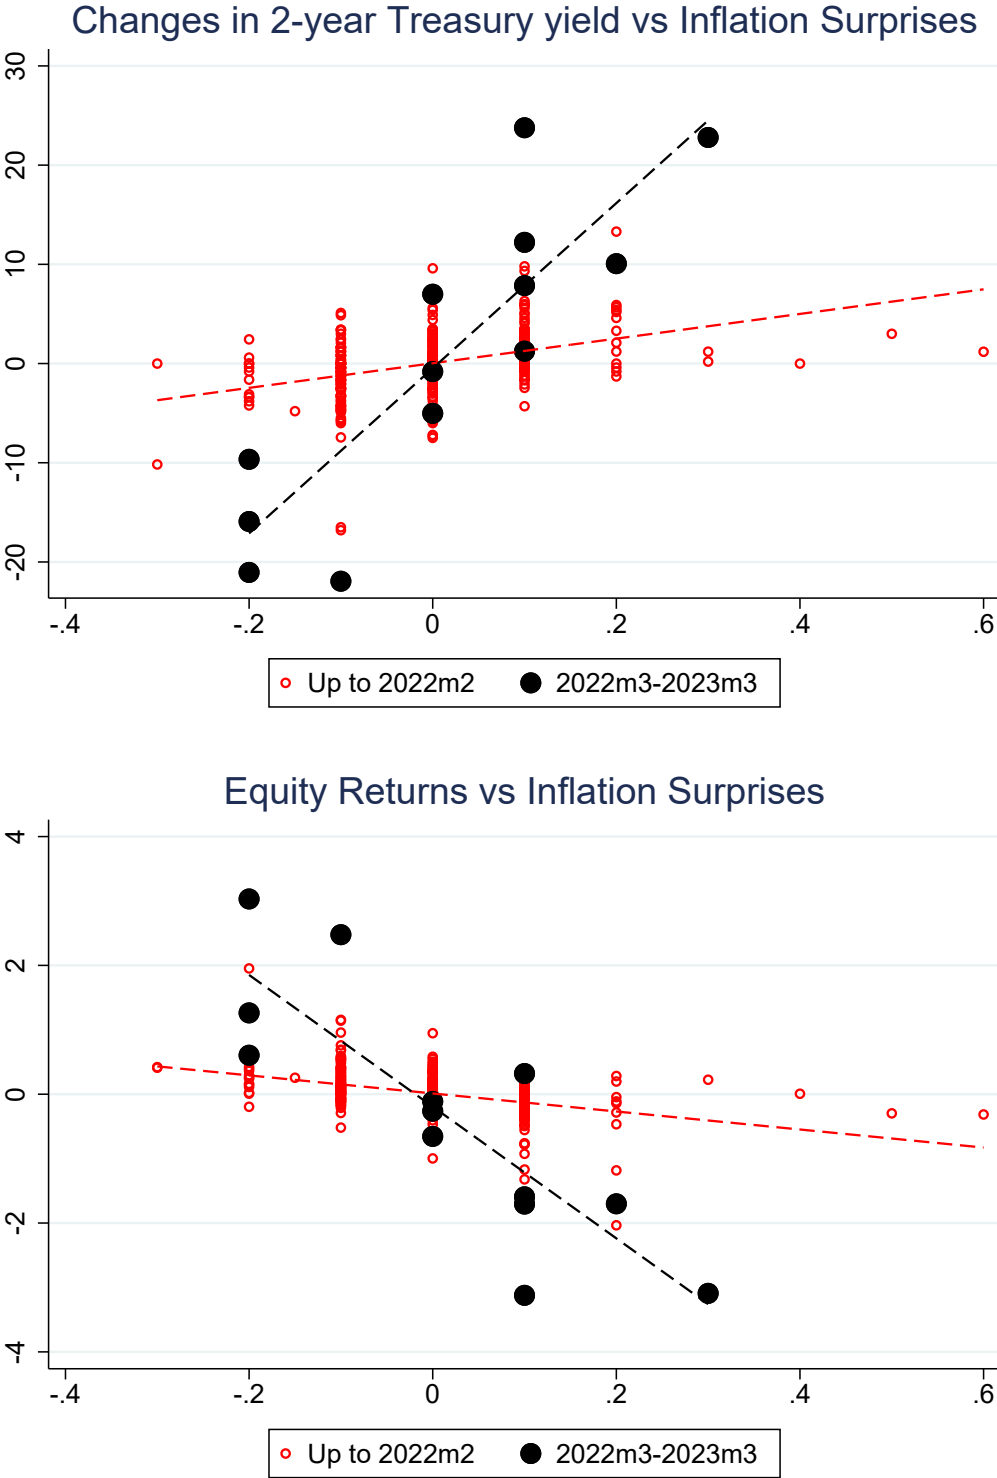 Changes in 2-year Treasury yield vs Inflation Surprises
30
20
10
0
-10
-20
-.4 -.2 0 .2 .4 .6
Up to 2022m2 2022m3-2023m3
Equity Returns vs Inflation Surprises
4
2
0
-2
-4
-.4 -.2 0 .2 .4 .6
Up to 2022m2 2022m3-2023m3